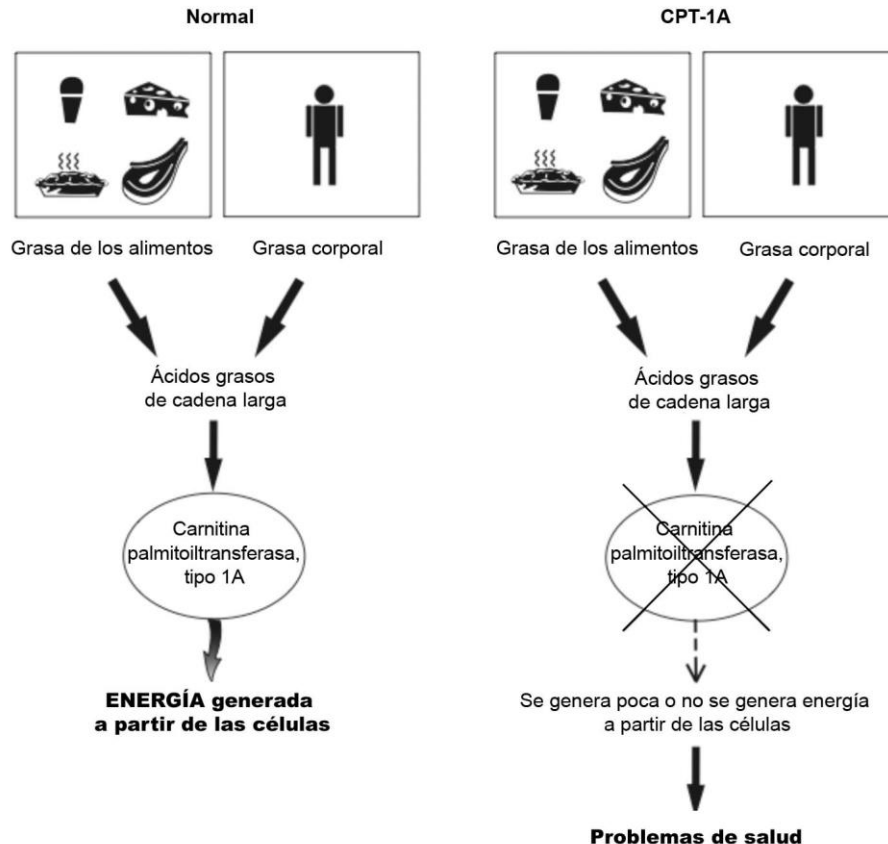 Normal
Grasa de los alimentos
Grasa corporal
Ácidos grasos
de cadena larga
Carnitina
palmitoiltransferasa,
tipo 1A
ENERGÍA generada
a partir de las células
CPT-1A
Grasa de los alimentos
Grasa corporal
Ácidos grasos
de cadena larga
Carnitina
palmitoiltransferasa,
tipo 1A
Se genera poca o no se genera energía
a partir de las células
Problemas de salud